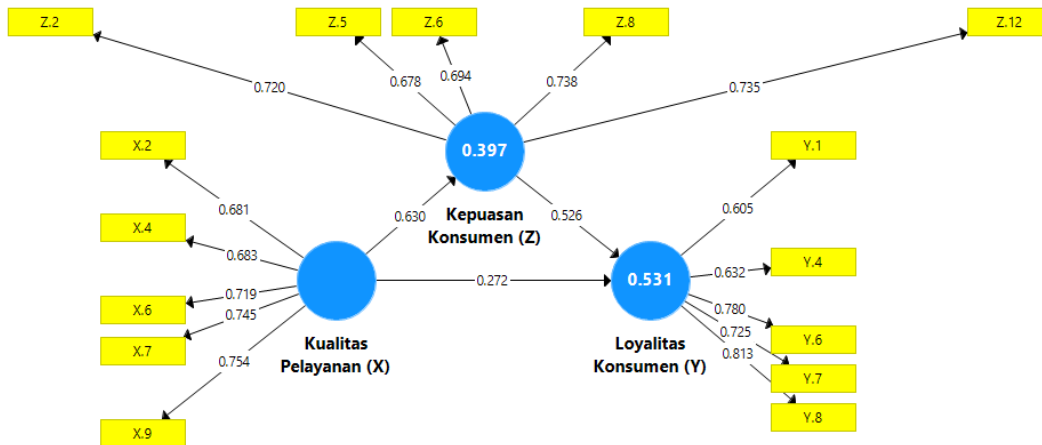 Z.2
Z.5
Z.6
Z.8
Z.12
0.720
0.678
0.694
0.738
0.735
X.2
0.397
Y.1
0.681
0.630
Kepuasan
Konsumen (Z)
0.526
0.605
X.4
0.683
0.272
0.531
0.632
Y.4
X.6
0.719
0.745
0.780
0.725
0.813
Y.6
X.7
0.754
Kualitas
Pelayanan (X)
Loyalitas
Konsumen (Y)
Y.7
X.9
Y.8